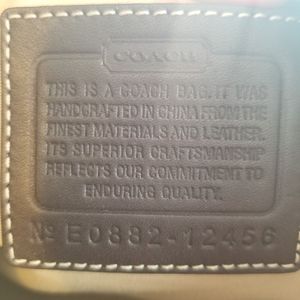 COACH
THIS IS A COACH BAG. IT WAS
HANDCRAFTED IN CHINA FROM THE
FINEST MATERIALS AND LEATHER.
ITS SUPERIOR CRAFTSMANSHIP
REFLECTS OUR COMMITMENT TO
ENDURING QUALITY.
No E0882-12456